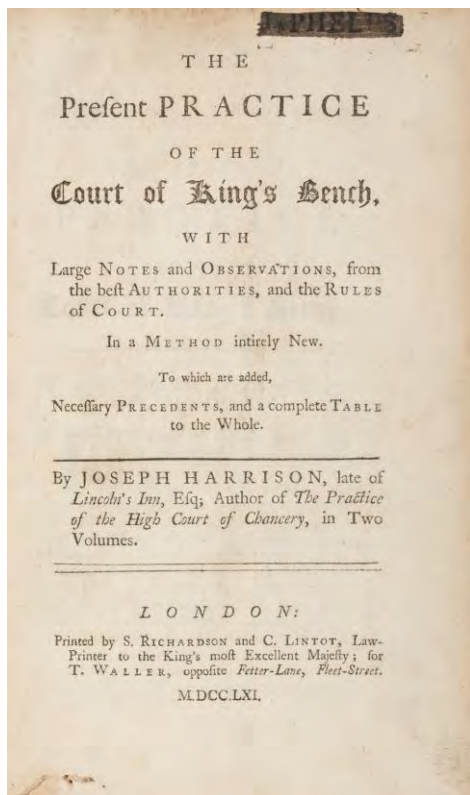 J. PHELPS
THE
Preſent PRACTICE
OF THE
Court of King's Bench,
WITH
Large NOTES and OBSERVATIONS, from
the beſt AUTHORITIES, and the RULES
of COURT.
In a METHOD intirely New.
To which are added,
Neceſſary PRECEDENTS, and a complete TABLE
to the Whole.
By JOSEPH HARRISON, late of
Lincoln's Inn, Eſq; Author of The Practice
of the High Court of Chancery, in Two
Volumes.
LONDON:
Printed by S. RICHARDSON and C. LINTOT, Law-
Printer to the King's moſt Excellent Majeſty; for
T. WALLER, oppoſite Fetter-Lane, Fleet-Street.
M.DCC.LXI.